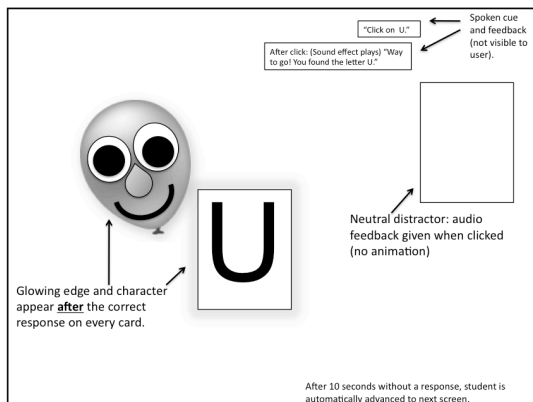 "Click on  U."
Spoken cue
and feedback
(not visible to
user).
After click: (Sound effect plays) "Way
to go! You found the letter U."
U
Neutral distractor: audio
feedback given when clicked
(no animation)
Glowing edge and character
appear after the correct
response on every card.
After 10 seconds without a response, student is
automatically advanced to next screen.